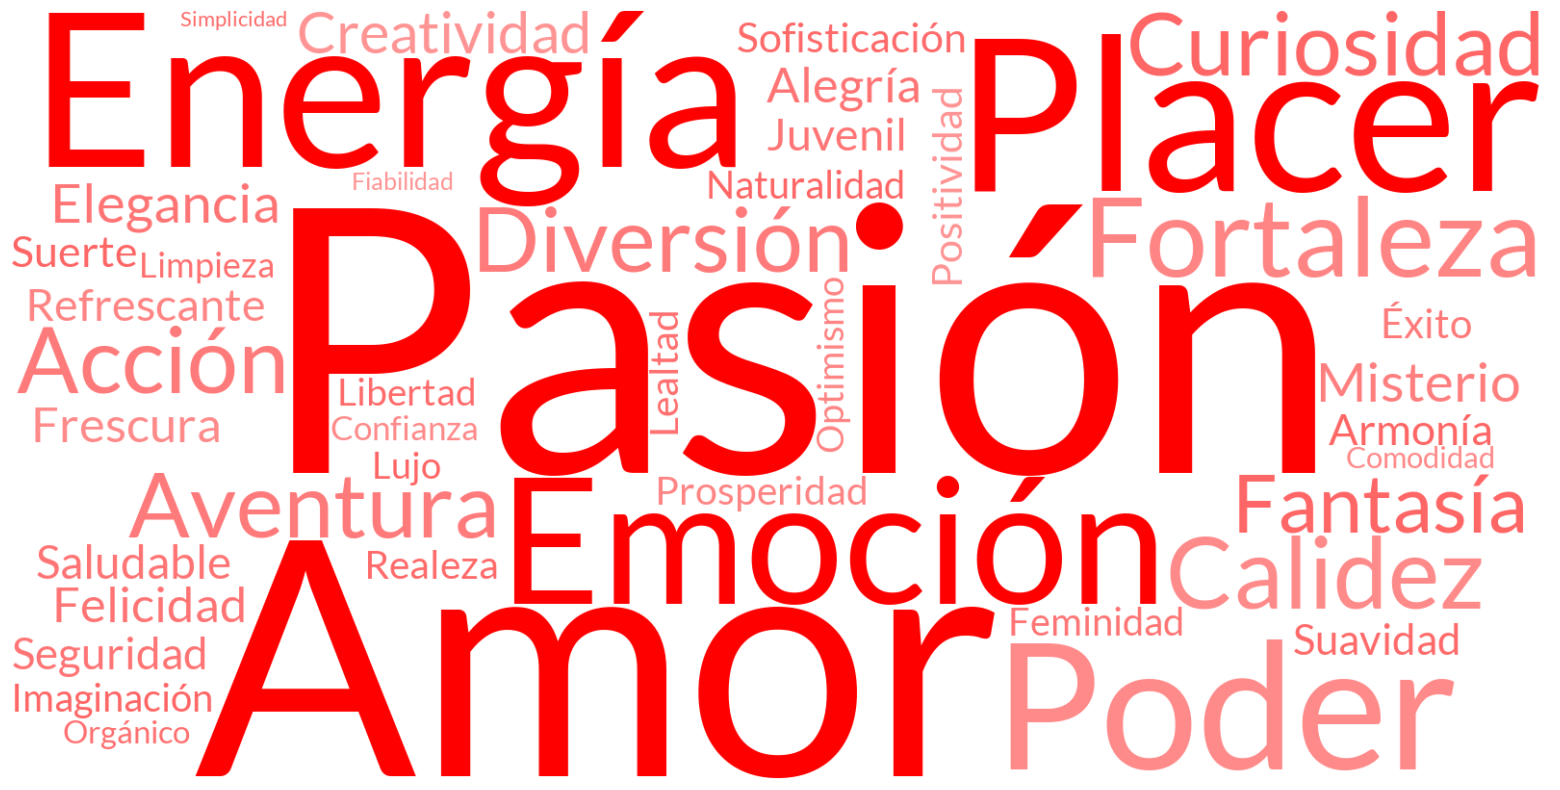 Simplicidad
Energía
Creatividad
Sofisticación
Curiosidad
Placer
Alegría
Juvenil
Positividad
Fiabilidad
Naturalidad
Elegancia
Diversión
Fortaleza
Suerte
Limpieza
Pasión
Refrescante
Acción
Lealtad
Optimismo
Éxito
Libertad
Misterio
Frescura
Confianza
Armonía
Comodidad
Lujo
Aventura
Prosperidad
Emoción
Fantasía
Saludable
Realeza
Calidez
Felicidad
Amor
Feminidad
Suavidad
Seguridad
Poder
Imaginación
Orgánico